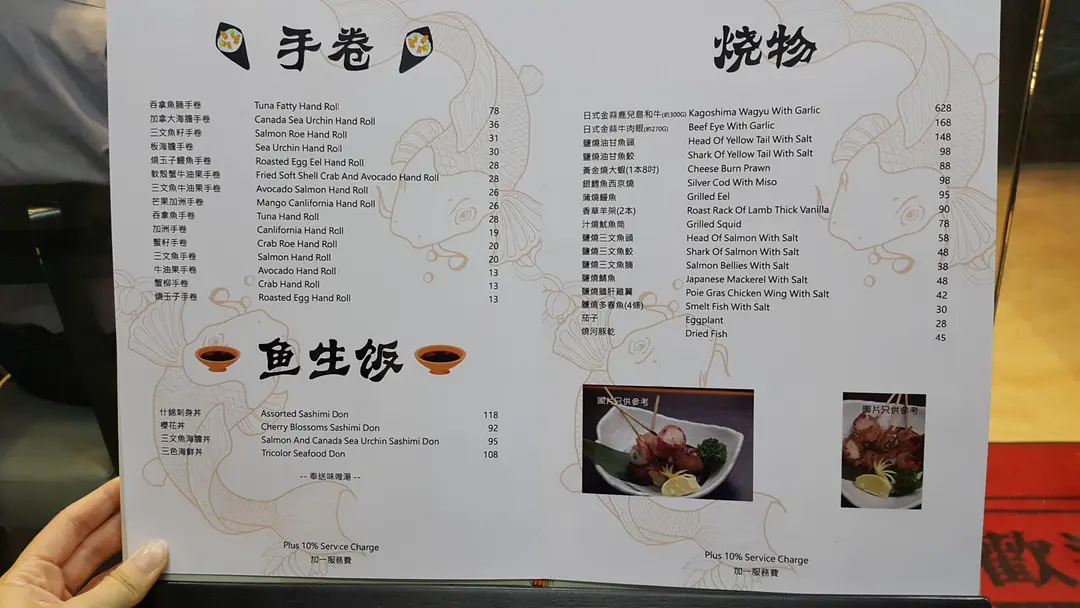 手卷
吞拿魚腩手卷 Tuna Fatty Hand Roll 78
加拿大海膽手卷 Canada Sea Urchin Hand Roll 36
三文魚籽手卷 Salmon Roe Hand Roll 31
板海膽手卷 Sea Urchin Hand Roll 30
燒玉子鰻魚手卷 Roasted Egg Eel Hand Roll 28
軟殼蟹牛油果手卷 Fried Soft Shell Crab And Avocado Hand Roll 28
三文魚牛油果手卷 Avocado Salmon Hand Roll 26
芒果加洲手卷 Mango Canlifornia Hand Roll 26
吞拿魚手卷 Tuna Hand Roll 28
加洲手卷 Canlifornia Hand Roll 19
蟹籽手卷 Crab Roe Hand Roll 20
三文魚手卷 Salmon Hand Roll 20
牛油果手卷 Avocado Hand Roll 13
蟹柳手卷 Crab Hand Roll 13
燒玉子手卷 Roasted Egg Hand Roll 13
鱼生饭
什錦刺身丼 Assorted Sashimi Don 118
櫻花丼 Cherry Blossoms Sashimi Don 92
三文魚海膽丼 Salmon And Canada Sea Urchin Sashimi Don 95
三色海鮮丼 Tricolor Seafood Don 108
-- 奉送味噌湯 --
Plus 10% Service Charge
加一服務費
烧物
日式金蒜鹿兒島和牛(約300G) Kagoshima Wagyu With Garlic 628
日式金蒜牛肉眼(約270G) Beef Eye With Garlic 168
鹽燒油甘魚頭 Head Of Yellow Tail With Salt 148
鹽燒油甘魚鮫 Shark Of Yellow Tail With Salt 98
黃金燒大蝦(1本8吋) Cheese Burn Prawn 88
銀鱈魚西京燒 Silver Cod With Miso 98
蒲燒鰻魚 Grilled Eel 95
香草羊架(2本) Roast Rack Of Lamb Thick Vanilla 90
汁燒魷魚筒 Grilled Squid 78
鹽燒三文魚頭 Head Of Salmon With Salt 58
鹽燒三文魚鮫 Shark Of Salmon With Salt 48
鹽燒三文魚腩 Salmon Bellies With Salt 38
鹽燒鯖魚 Japanese Mackerel With Salt 48
鹽燒鵝肝雞翼 Poie Gras Chicken Wing With Salt 42
鹽燒多春魚(4條) Smelt Fish With Salt 30
茄子 Eggplant 28
燒河豚乾 Dried Fish 45
圖片只供參考
圖片只供參考
Plus 10% Service Charge
加一服務費
歡